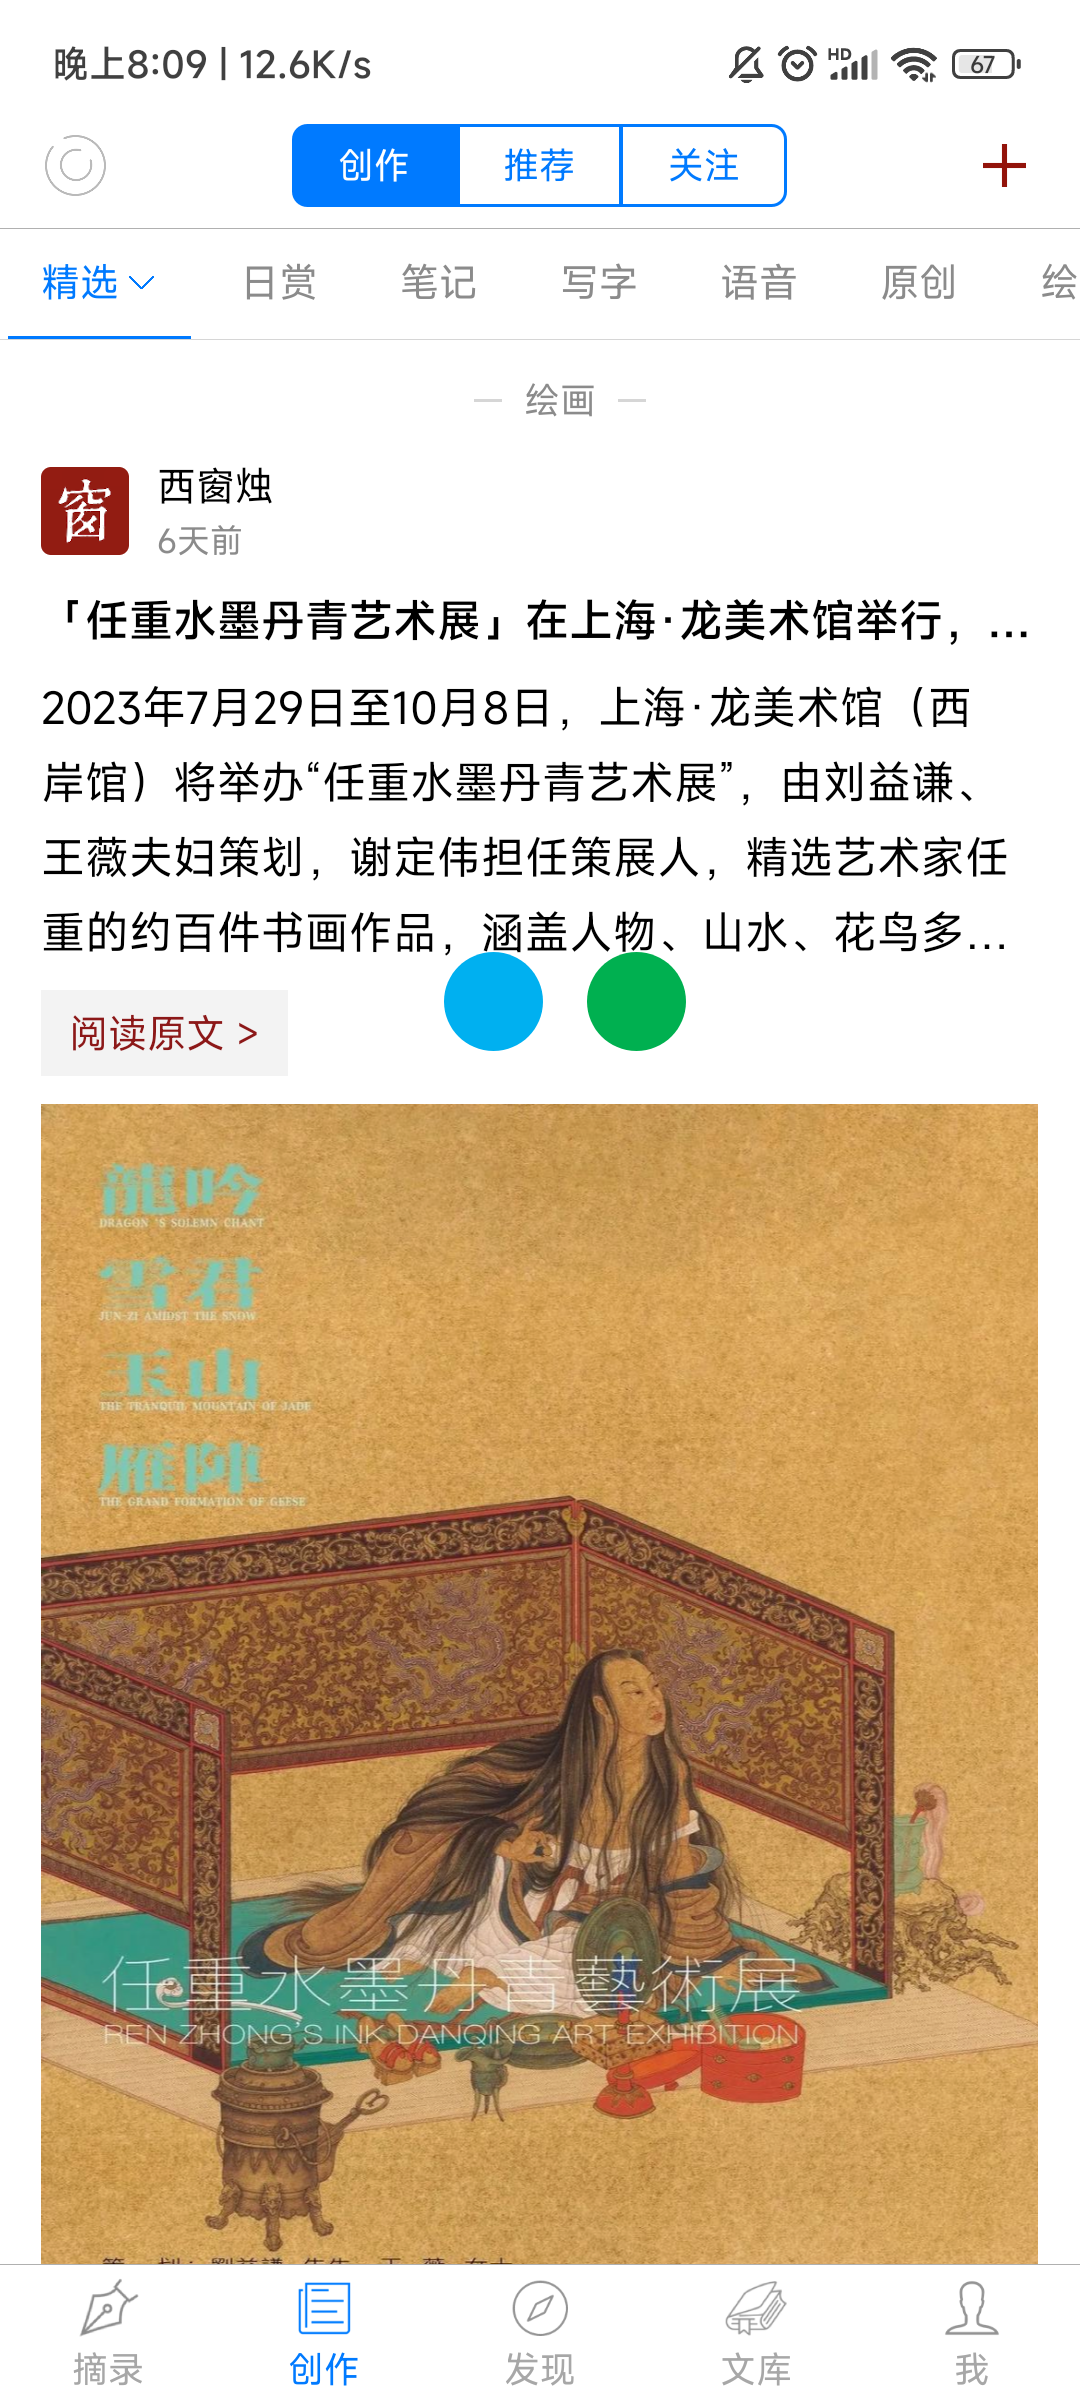 晚上8:09 | 12.6K/s
HD
67
创作 推荐 关注
精选 日赏 笔记 写字 语音 原创 绘
绘画
窗
西窗烛
6天前
「任重水墨丹青艺术展」在上海·龙美术馆举行，...
2023年7月29日至10月8日，上海·龙美术馆（西
岸馆）将举办“任重水墨丹青艺术展”，由刘益谦、
王薇夫妇策划，谢定伟担任策展人，精选艺术家任
重的约百件书画作品，涵盖人物、山水、花鸟多...
阅读原文 >
龍吟
DRAGON 'S SOLEMN CHANT
雪君
JUN-ZI AMIDST THE SNOW
玉山
THE TRANQUIL MOUNTAIN OF JADE
雁陣
THE GRAND FORMATION OF GEESE
任重水墨丹青藝術展
REN ZHONG'S INK DANQING ART EXHIBITION
摘录 创作 发现 文库 我